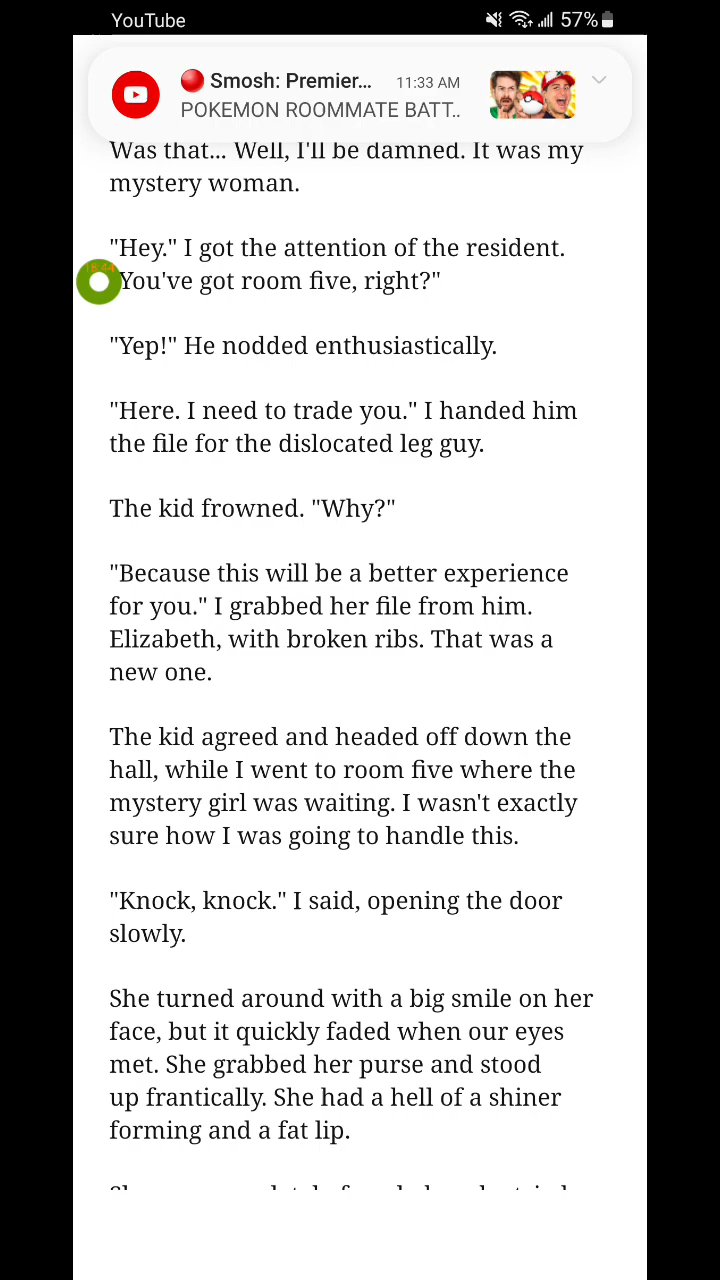 YouTube
57%
Smosh: Premier... 11:33 AM
POKEMON ROOMMATE BATT..
Was that... Well, I'll be damned. It was my
mystery woman.
"Hey." I got the attention of the resident.
You've got room five, right?"
"Yep!" He nodded enthusiastically.
"Here. I need to trade you." I handed him
the file for the dislocated leg guy.
The kid frowned. "Why?"
"Because this will be a better experience
for you." I grabbed her file from him.
Elizabeth, with broken ribs. That was a
new one.
The kid agreed and headed off down the
hall, while I went to room five where the
mystery girl was waiting. I wasn't exactly
sure how I was going to handle this.
"Knock, knock." I said, opening the door
slowly.
She turned around with a big smile on her
face, but it quickly faded when our eyes
met. She grabbed her purse and stood
up frantically. She had a hell of a shiner
forming and a fat lip.